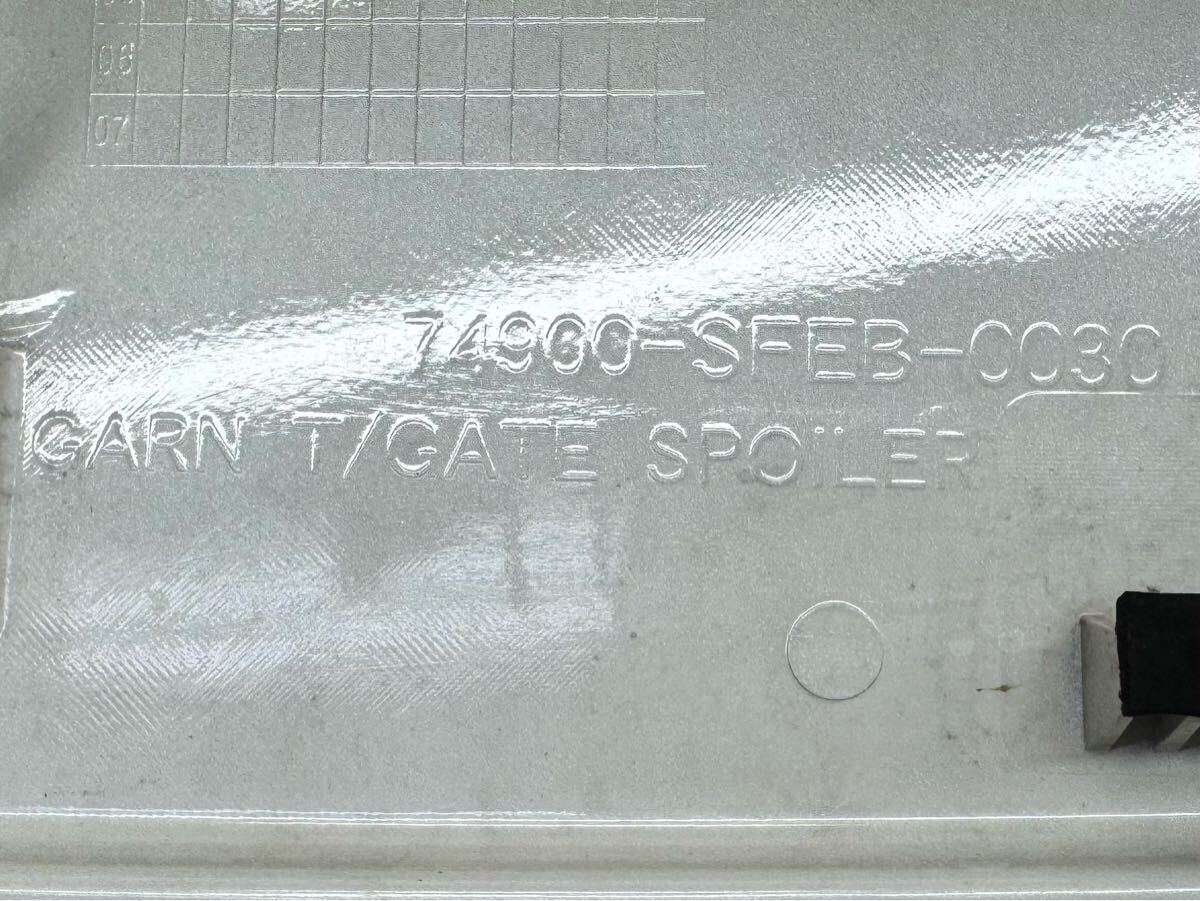 06
07
74900-SFEB-0030
GARN T/GATE SPOILER